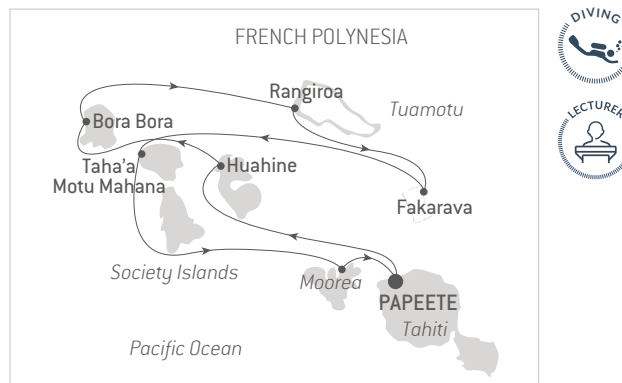 FRENCH POLYNESIA
DIVING
Rangiroa
Tuamotu
Bora Bora
Taha'a
Motu Mahana
Huahine
LECTURER
Fakarava
Society Islands
Moorea
PAPEETE
Tahiti
Pacific Ocean